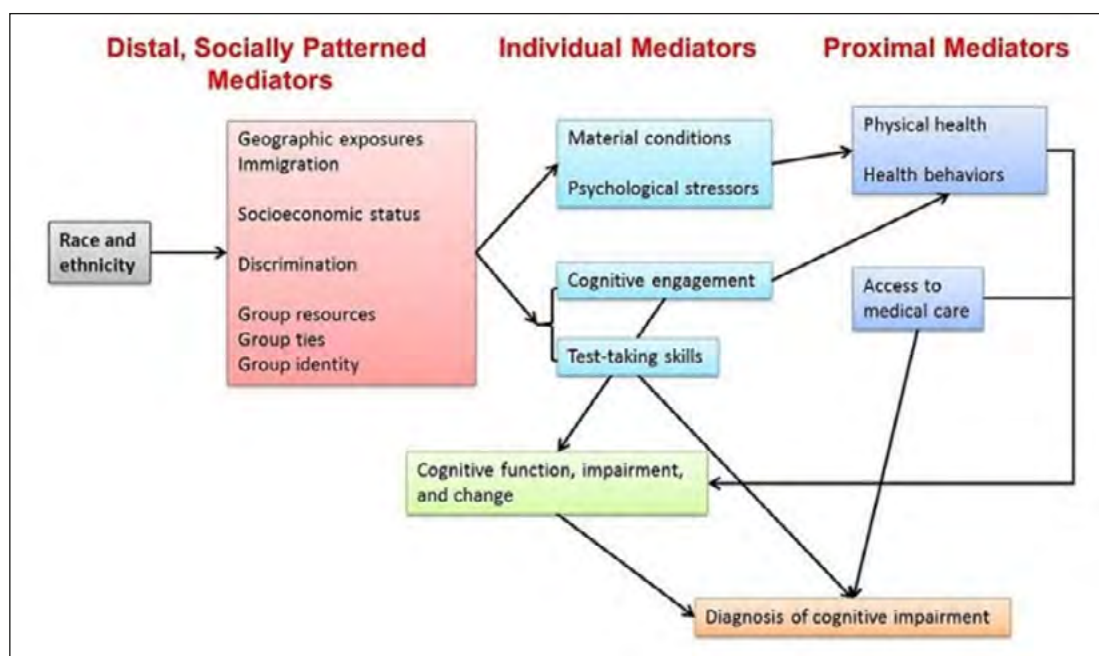 Distal, Socially Patterned
Mediators
Individual Mediators
Proximal Mediators
Race and
ethnicity
Geographic exposures
Immigration
Socioeconomic status
Discrimination
Group resources
Group ties
Group identity
Material conditions
Psychological stressors
Cognitive engagement
Test-taking skills
Physical health
Health behaviors
Access to
medical care
Cognitive function, impairment,
and change
Diagnosis of cognitive impairment